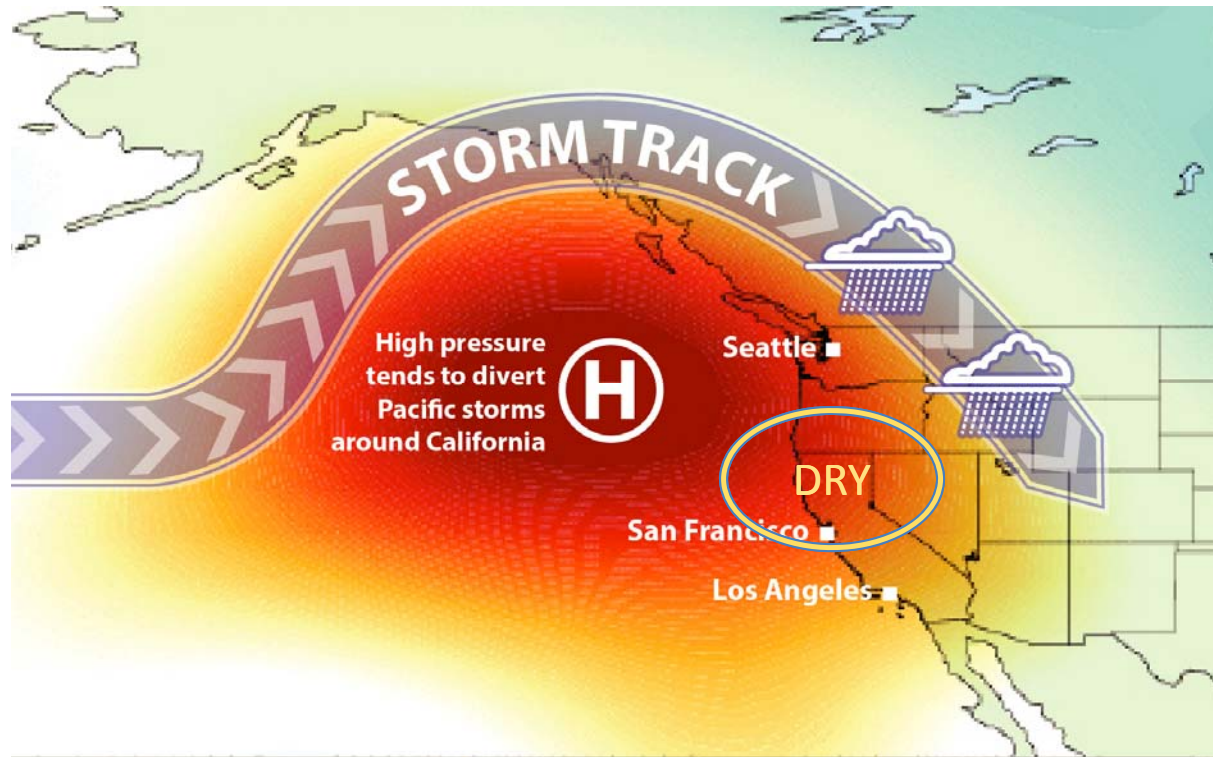 STORM TRACK
High pressure
tends to divert
Pacific storms
around California
H
Seattle
DRY
San Francisco
Los Angeles